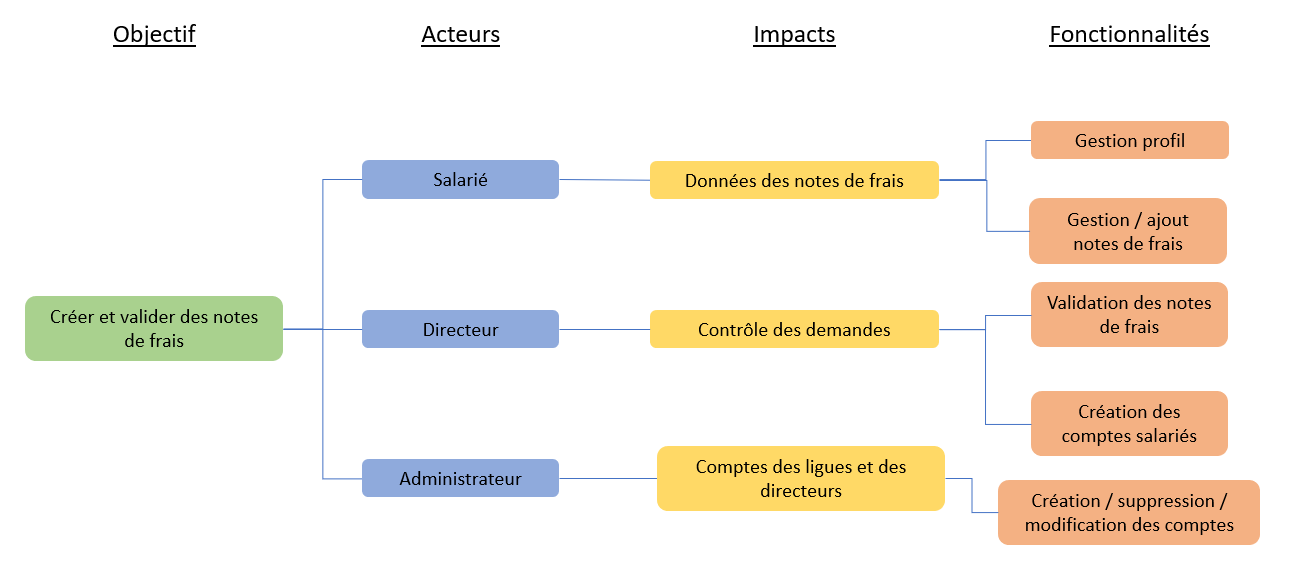 Objectif
Acteurs
Impacts
Fonctionnalités
Gestion profil
Salarié
Données des notes de frais
Gestion / ajout
notes de frais
Créer et valider des notes
de frais
Directeur
Contrôle des demandes
Validation des notes
de frais
Création des
comptes salariés
Administrateur
Comptes des ligues et des
directeurs
Création / suppression /
modification des comptes